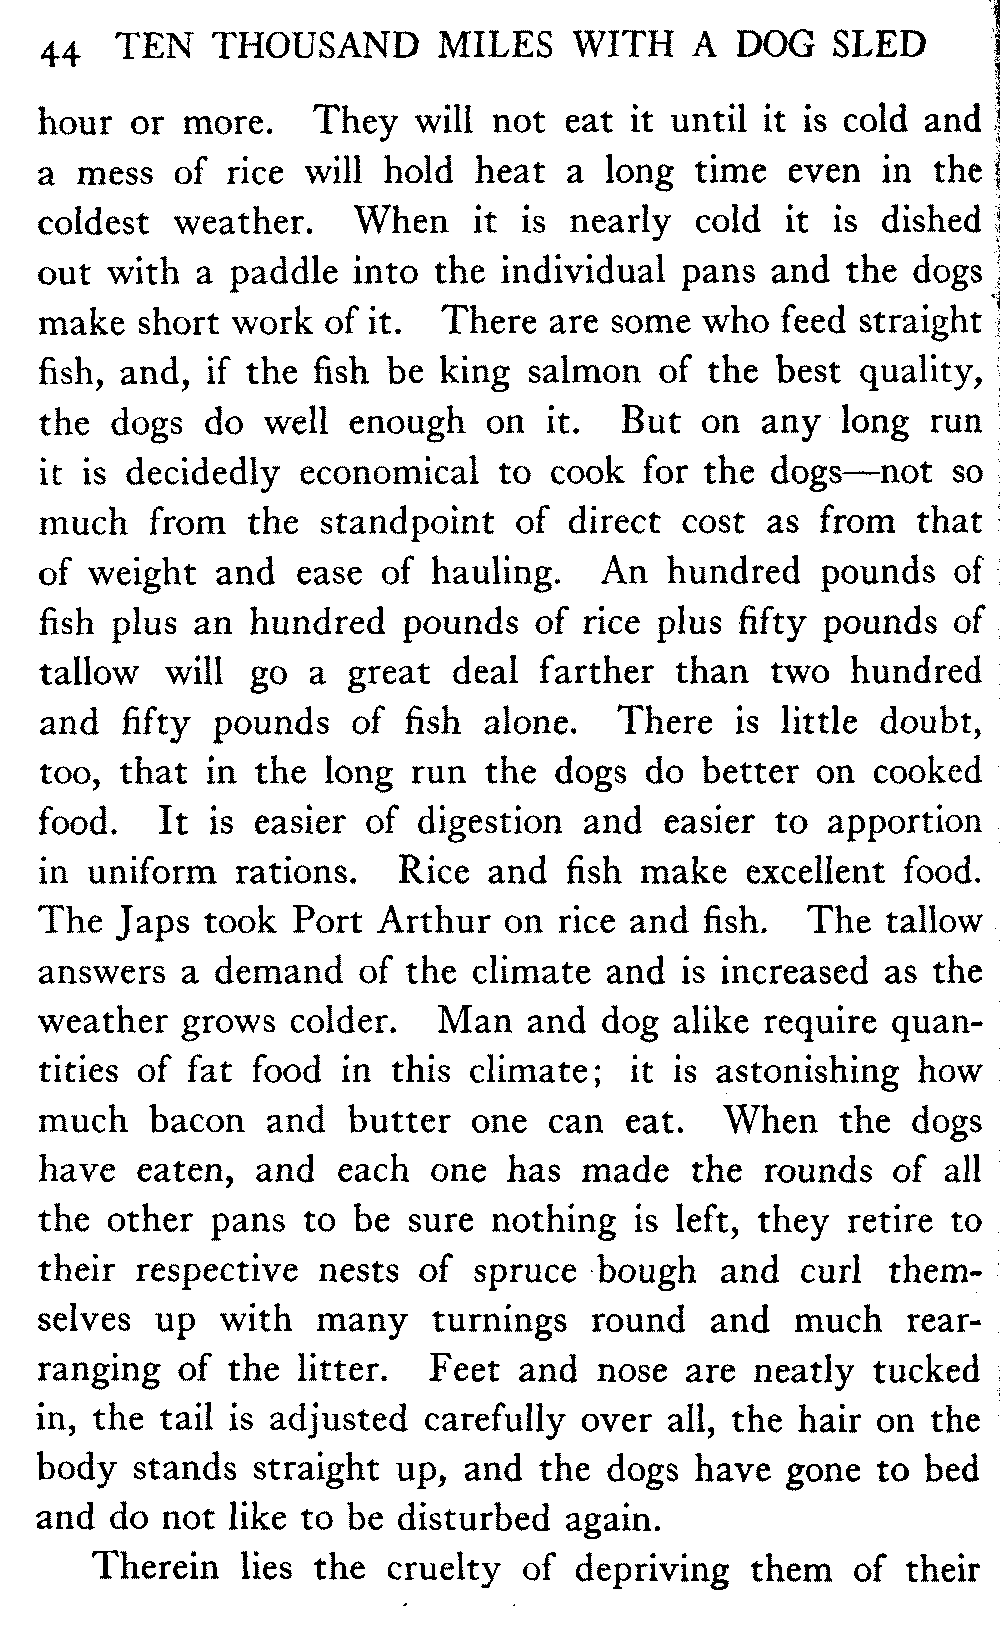 44 TEN THOUSAND MILES WITH A DOG SLED
hour or more. They will not eat it until it is cold and
a mess of rice will hold heat a long time even in the
coldest weather. When it is nearly cold it is dished
out with a paddle into the individual pans and the dogs
make short work of it. There are some who feed straight
fish, and, if the fish be king salmon of the best quality,
the dogs do well enough on it. But on any long run
it is decidedly economical to cook for the dogs—not so
much from the standpoint of direct cost as from that
of weight and ease of hauling. An hundred pounds of
fish plus an hundred pounds of rice plus fifty pounds of
tallow will go a great deal farther than two hundred
and fifty pounds of fish alone. There is little doubt,
too, that in the long run the dogs do better on cooked
food. It is easier of digestion and easier to apportion
in uniform rations. Rice and fish make excellent food.
The Japs took Port Arthur on rice and fish. The tallow
answers a demand of the climate and is increased as the
weather grows colder. Man and dog alike require quan-
tities of fat food in this climate; it is astonishing how
much bacon and butter one can eat. When the dogs
have eaten, and each one has made the rounds of all
the other pans to be sure nothing is left, they retire to
their respective nests of spruce bough and curl them-
selves up with many turnings round and much rear-
ranging of the litter. Feet and nose are neatly tucked
in, the tail is adjusted carefully over all, the hair on the
body stands straight up, and the dogs have gone to bed
and do not like to be disturbed again.
Therein lies the cruelty of depriving them of their